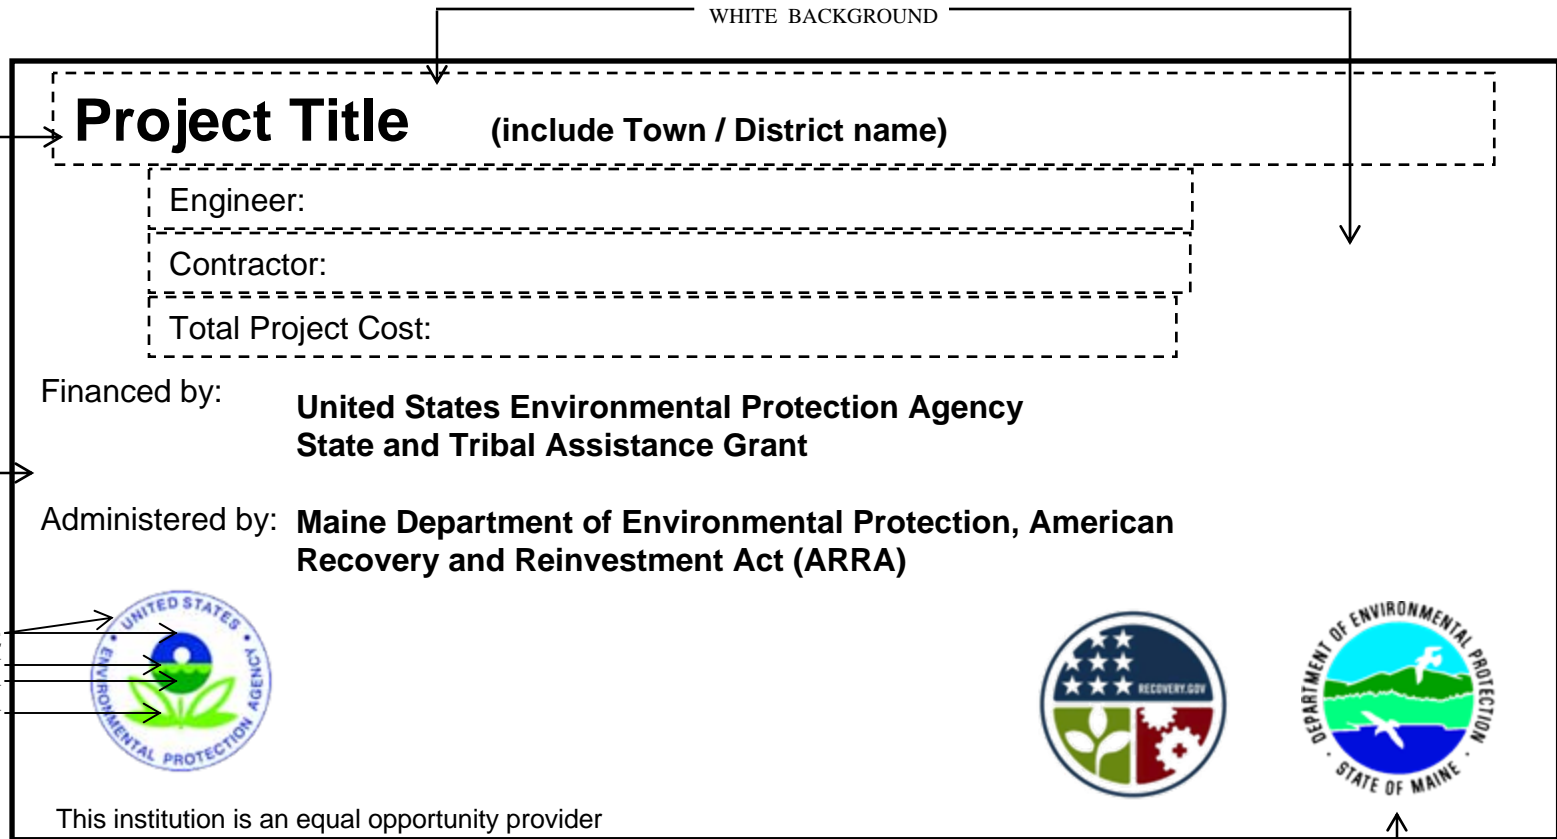 WHITE BACKGROUND
Project Title (include Town / District name)
Engineer:
Contractor:
Total Project Cost:
Financed by:
United States Environmental Protection Agency
State and Tribal Assistance Grant
Administered by:
Maine Department of Environmental Protection, American
Recovery and Reinvestment Act (ARRA)
UNITED STATES • ENVIRONMENTAL PROTECTION AGENCY •
RECOVERY.GOV
DEPARTMENT OF ENVIRONMENTAL PROTECTION
· STATE OF MAINE ·
This institution is an equal opportunity provider